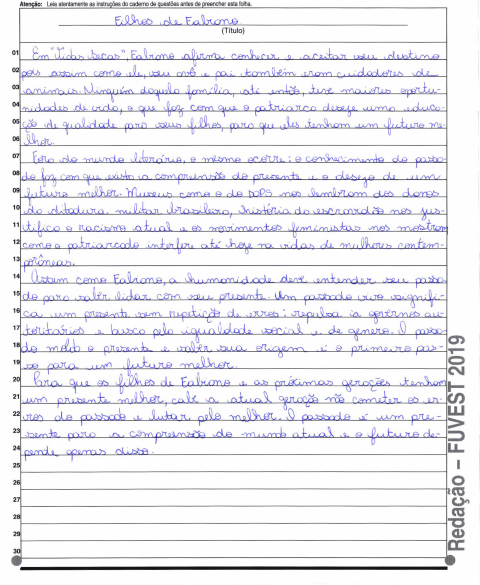 Atenção: Leia atentamente as instruções do caderno de questões antes de preencher esta folha.
Filhos de Fabiano
(Título)
01 Em "Vidas Secas", Fabiano afirma conhecer e aceitar seu destino
02 pois assim como ele, seu avô e pai também eram cuidadores de
03 animais. Ninguém daquela família, até então, teve maiores oportu-
04 nidades de vida, o que faz com que o patriarca deseje uma educa-
05 ção de qualidade para seus filhos, para que eles tenham um futuro me-
06 lhor.
07 Fora do mundo literário, o mesmo ocorre: o conhecimento do passa-
08 do faz com que exista a compreensão do presente e o desejo de um
09 futuro melhor. Museus como o do DOPS nos lembram dos danos
10 da ditadura militar brasileira, história da escravidão nos jus-
11 tifica o racismo atual e os movimentos feministas nos mostram
12 como o patriarcado interfere até hoje na vidas de mulheres contem-
13 porâneas.
14 Assim como Fabiano, a humanidade deve entender seu passa-
15 do para saber lidar com seu presente. Um passado vivo signifi-
16 ca um presente sem repetição de erros: repulsa a governos au-
17 toritários e busca pela igualdade social e de gênero. O passa-
18 do molda o presente e saber sua origem é o primeiro pas-
19 so para um futuro melhor.
20 Para que os filhos de Fabiano e as próximas gerações tenham
21 um presente melhor, cabe a atual geração não cometer os er-
22 ros do passado e lutar pelo melhor. O passado é um pre-
23 sente para a compreensão do mundo atual e o futuro de-
24 pende apenas disso.
25
26
27
28
29
30
Redação – FUVEST 2019